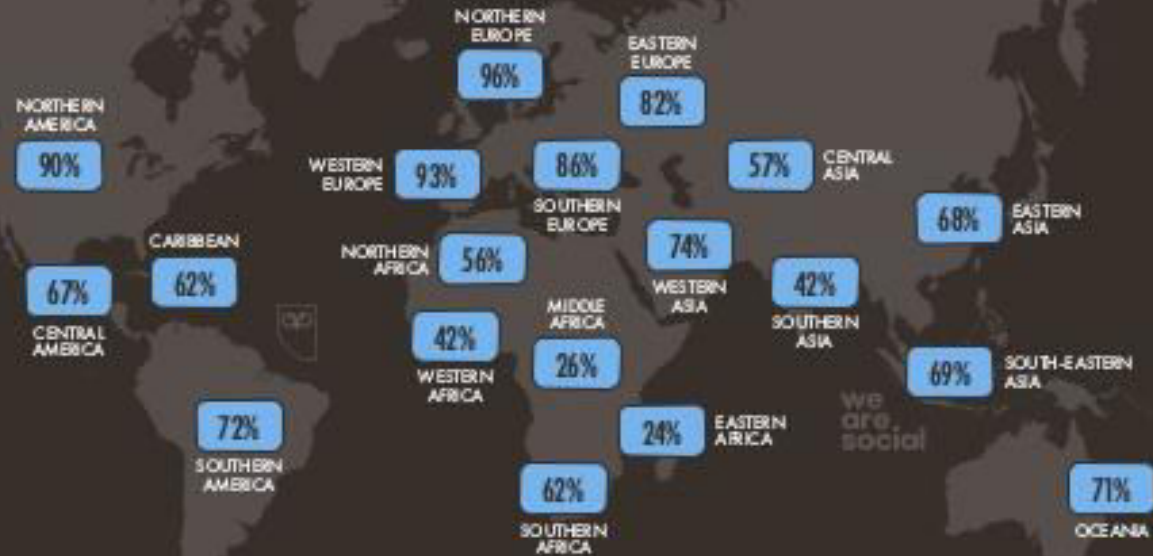 NORTHERN
EUROPE
96%
EASTERN
EUROPE
82%
NORTHERN
AMERICA
90%
WESTERN
EUROPE
93%
86%
SOUTHERN
EUROPE
57%
CENTRAL
ASIA
68%
EASTERN
ASIA
CARIBBEAN
62%
NORTHERN
AFRICA
56%
74%
WESTERN
ASIA
67%
CENTRAL
AMERICA
42%
SOUTHERN
ASIA
42%
WESTERN
AFRICA
MIDDLE
AFRICA
26%
69%
SOUTH-EASTERN
ASIA
72%
SOUTHERN
AMERICA
24%
EASTERN
AFRICA
we
are
social
62%
SOUTHERN
AFRICA
71%
OCEANIA